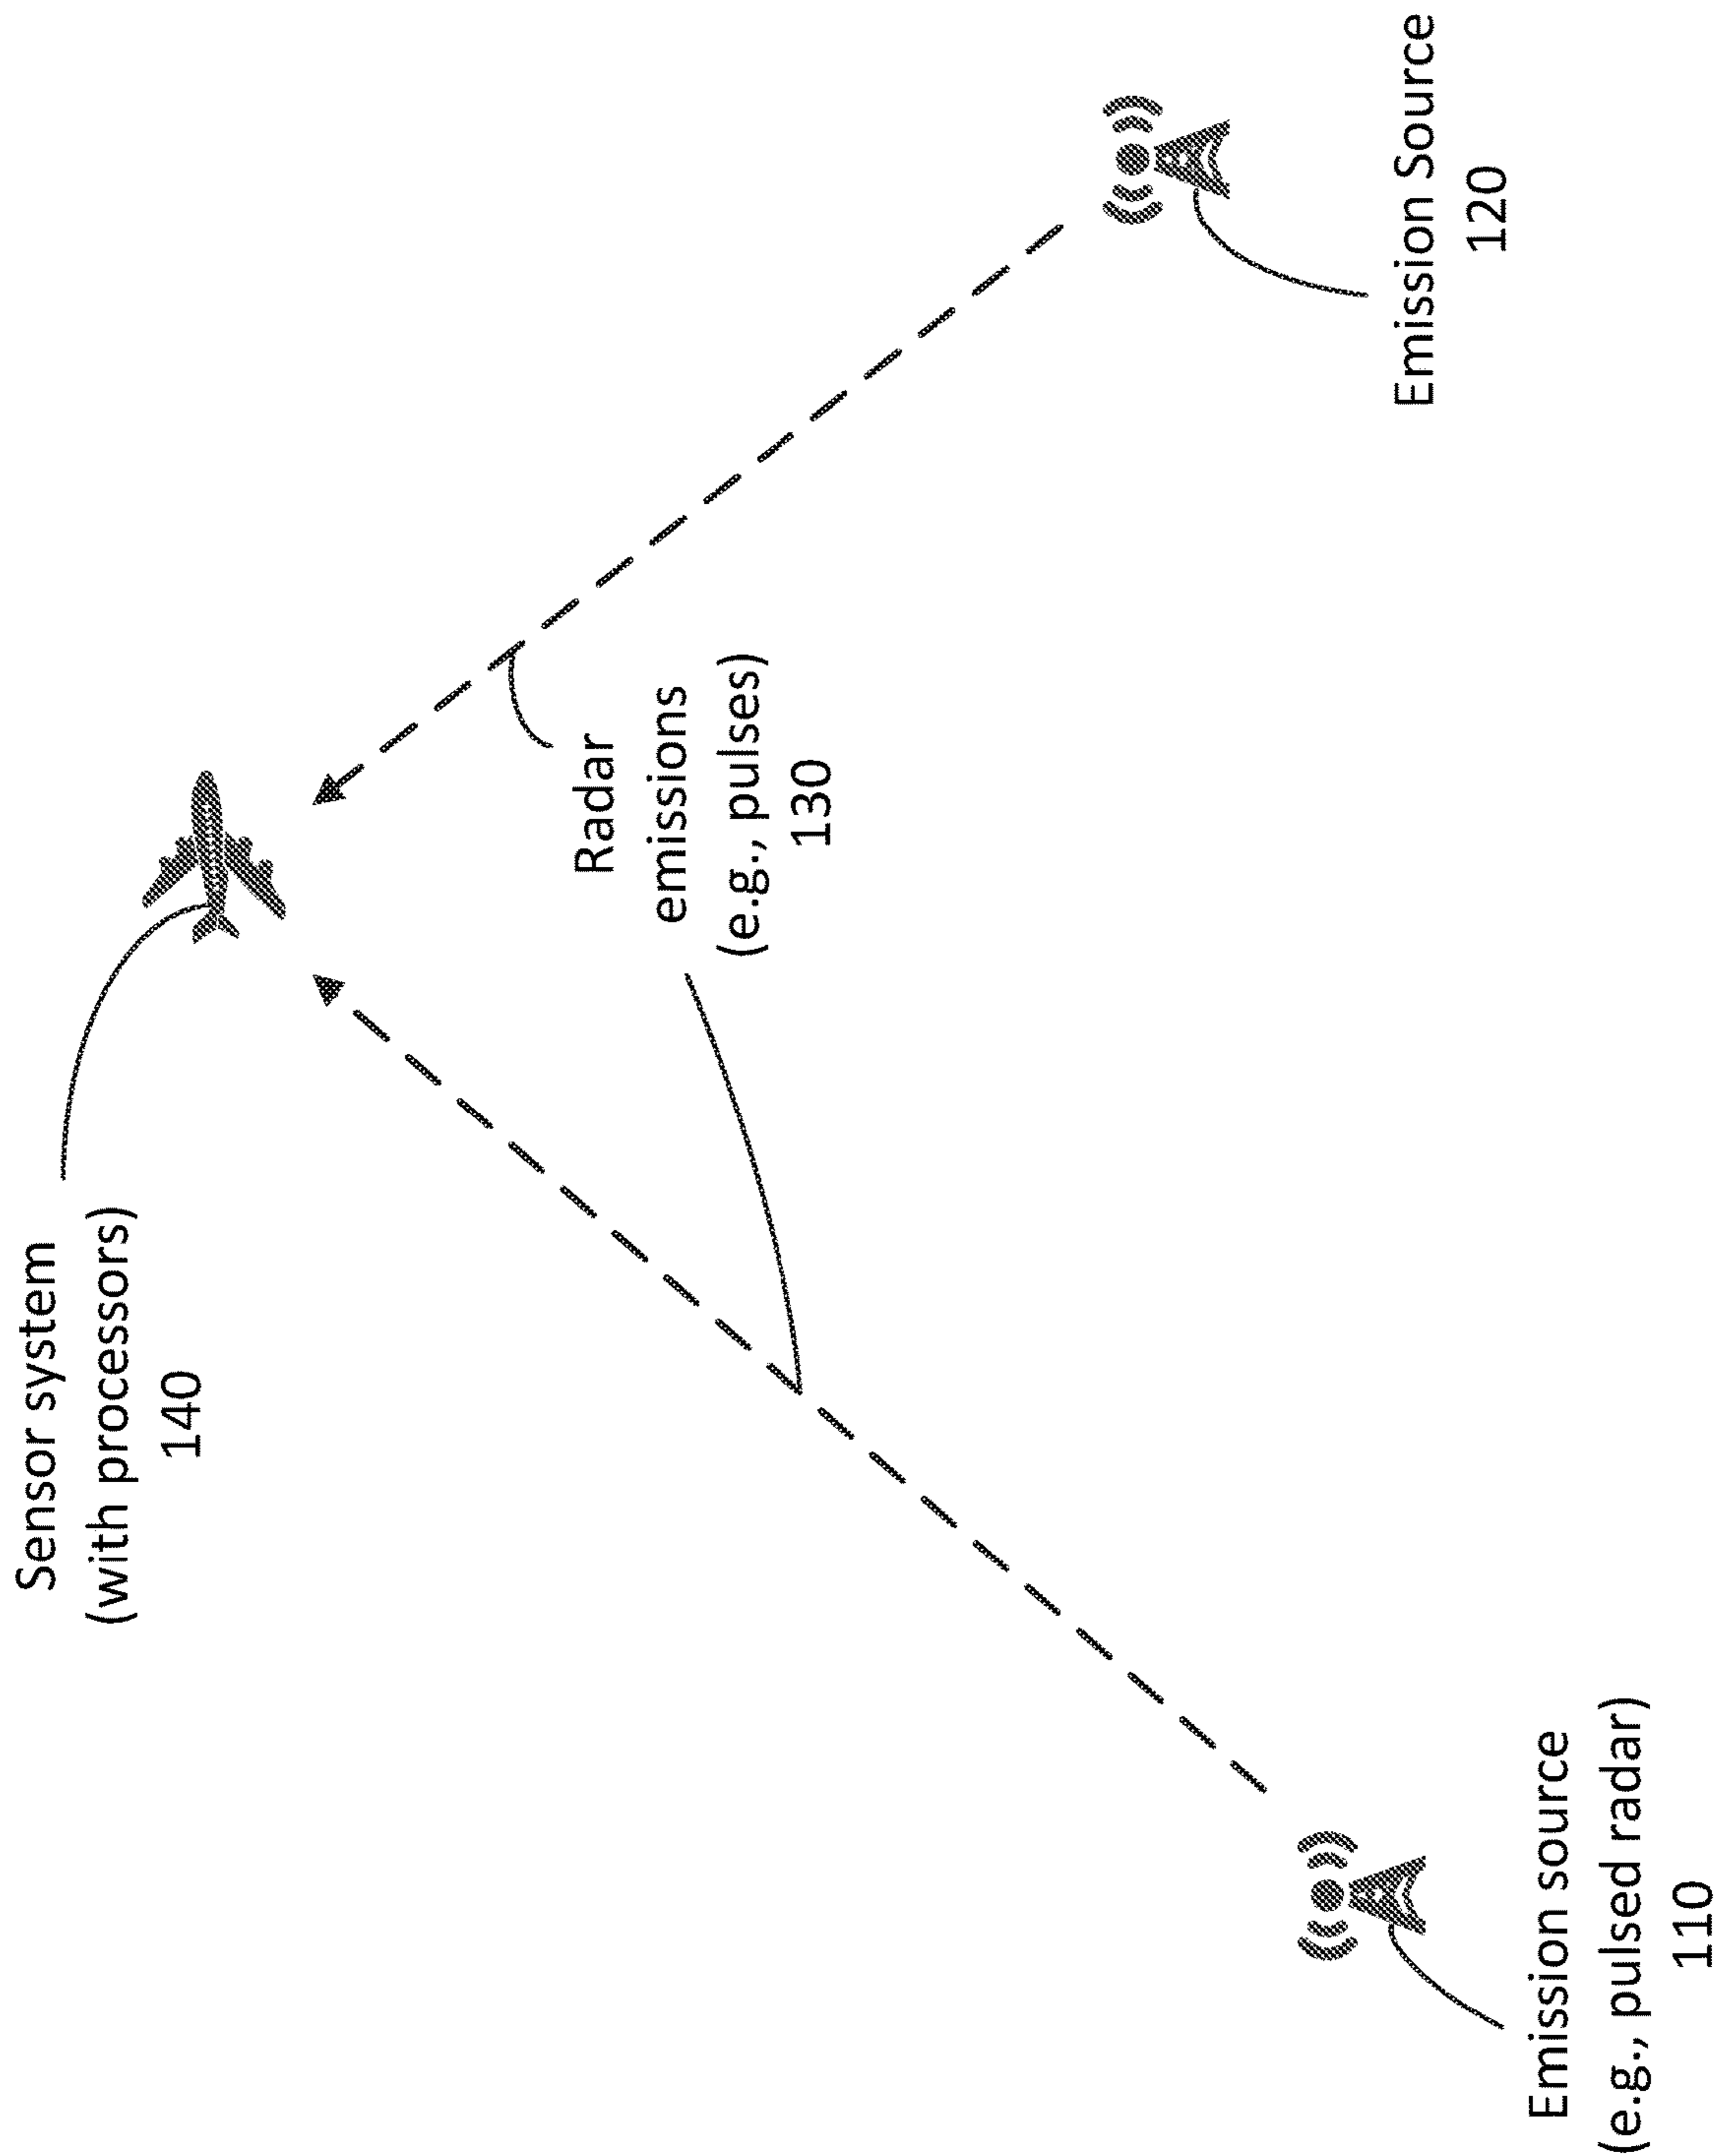 Sensor system
(with processors)
140
Radar
emissions
(e.g., pulses)
130
Emission source
(e.g., pulsed radar)
110
Emission Source
120